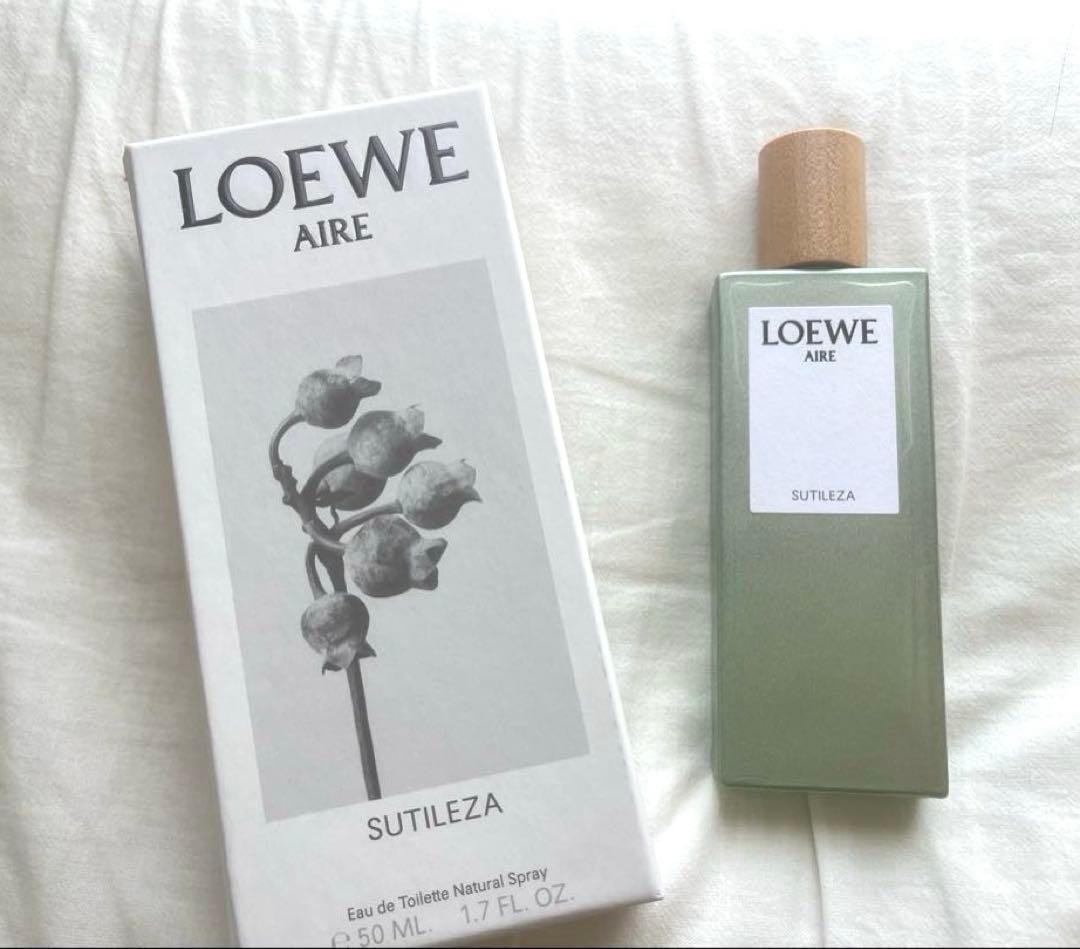 LOEWE
AIRE
SUTILEZA
Eau de Toilette Natural Spray
℮ 50 ML. 1.7 FL. OZ.
LOEWE
AIRE
SUTILEZA